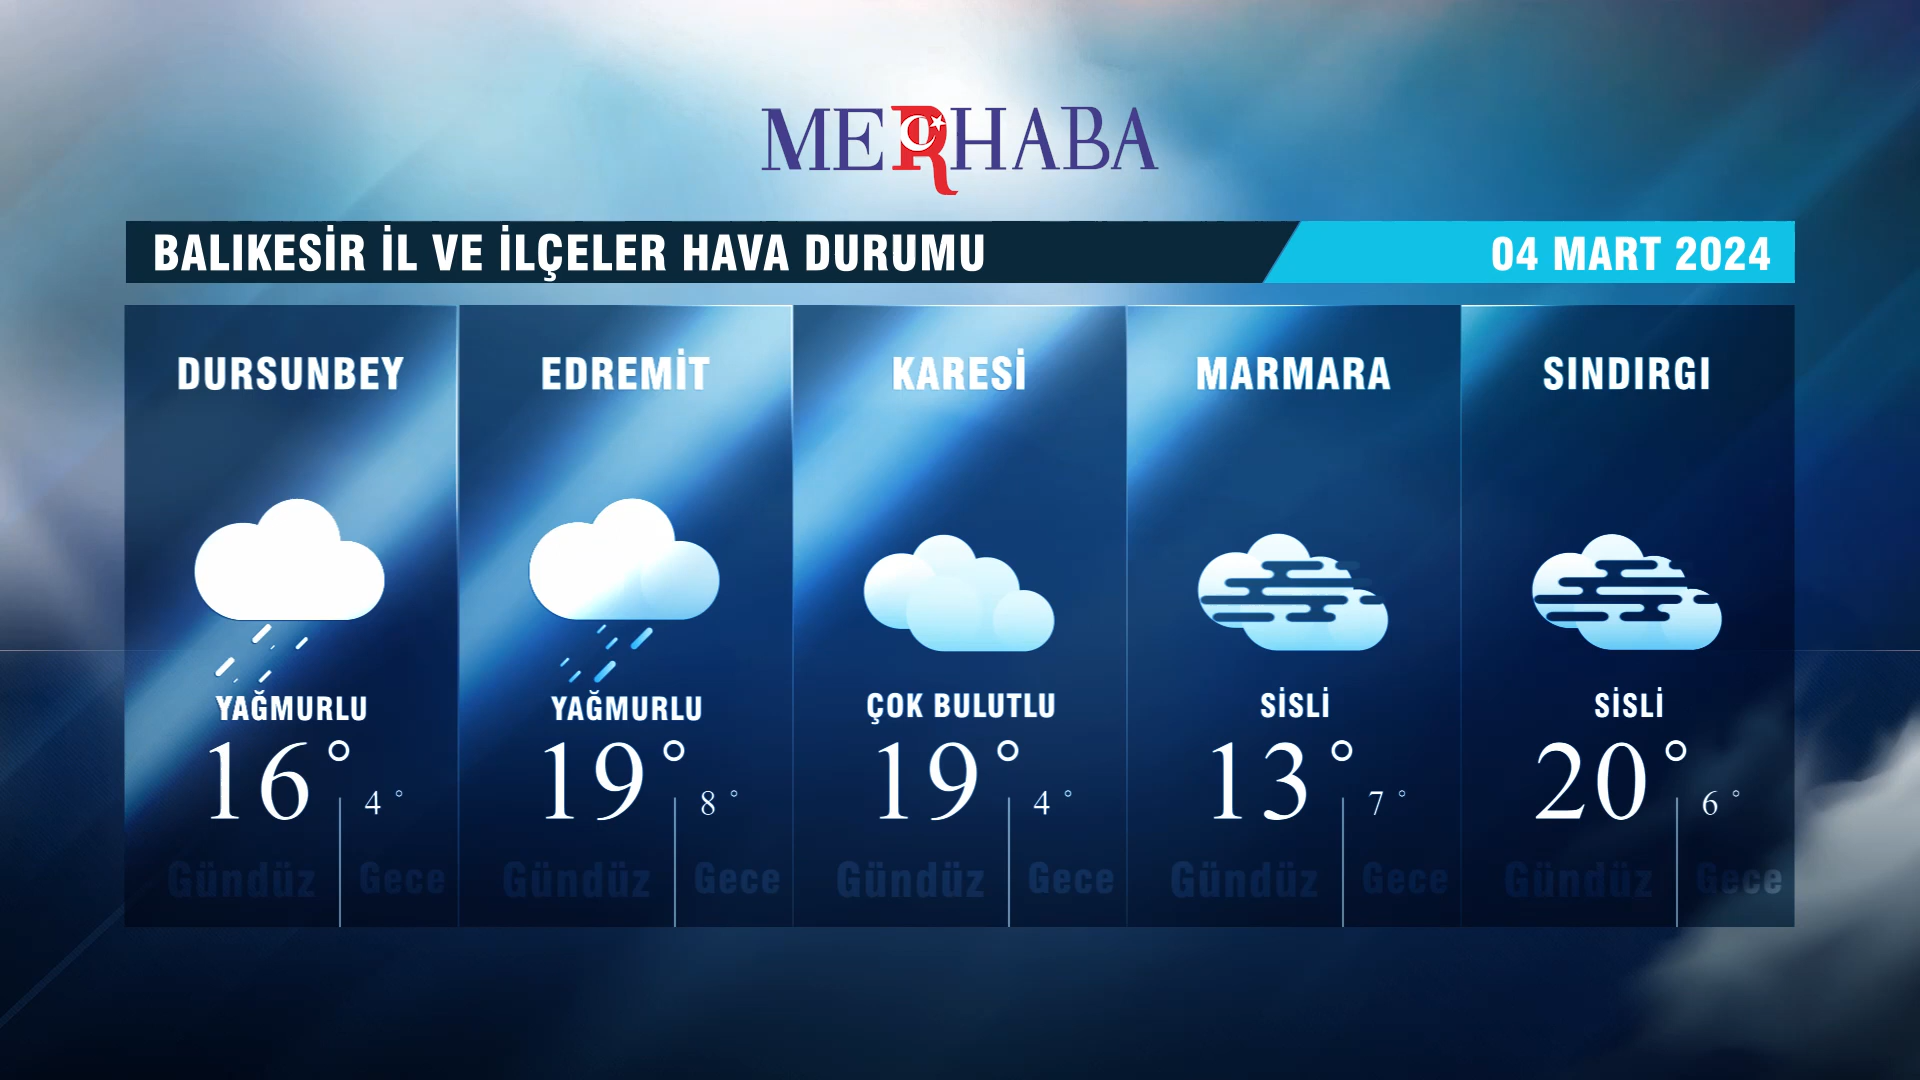 MERHABA
BALIKESİR İL VE İLÇELER HAVA DURUMU
04 MART 2024
DURSUNBEY
YAĞMURLU
16° 4°
Gündüz Gece
EDREMİT
YAĞMURLU
19° 8°
Gündüz Gece
KARESİ
ÇOK BULUTLU
19° 4°
Gündüz Gece
MARMARA
SİSLİ
13° 7°
Gündüz Gece
SINDIRGI
SİSLİ
20° 6°
Gündüz Gece